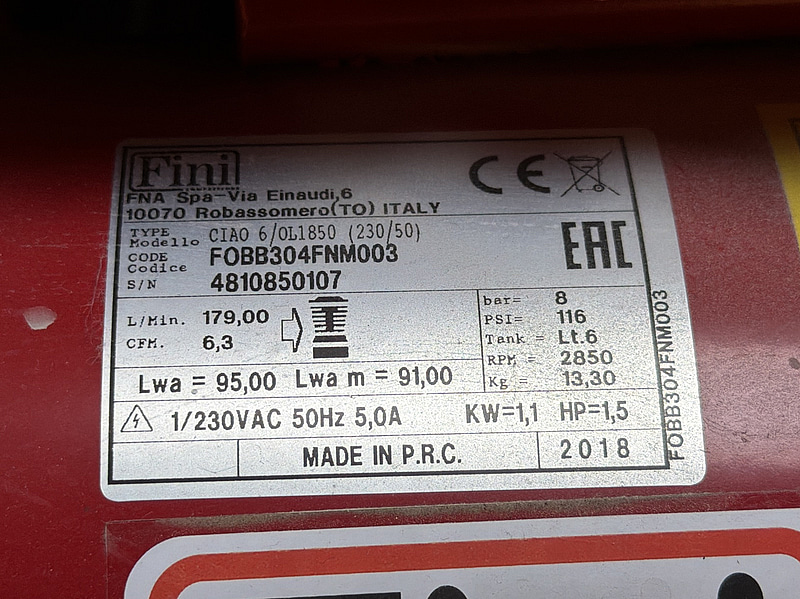 Fini
COMPRESSORS
FNA Spa-Via Einaudi,6
10070 Robassomero(TO) ITALY
CE
TYPE
Modello CIAO 6/OL1850 (230/50)
CODE
Codice FOBB304FNM003
S/N 4810850107
EAC
L/Min. 179,00
CFM. 6,3
bar= 8
PSI= 116
Tank = Lt.6
RPM = 2850
Kg = 13,30
Lwa = 95,00 Lwa m = 91,00
1/230VAC 50Hz 5,0A KW=1,1 HP=1,5
MADE IN P.R.C. 2018
FOBB304FNM003